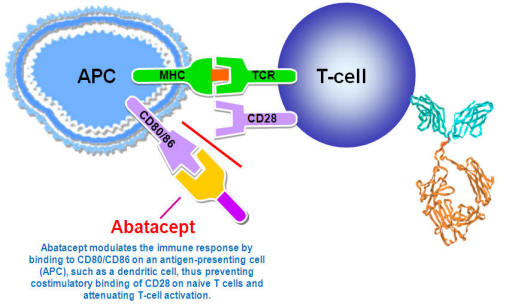 APC
MHC
TCR
T-cell
CD28
CD80/86
Abatacept
Abatacept modulates the immune response by
binding to CD80/CD86 on an antigen-presenting cell
(APC), such as a dendritic cell, thus preventing
costimulatory binding of CD28 on naive T cells and
attenuating T-cell activation.